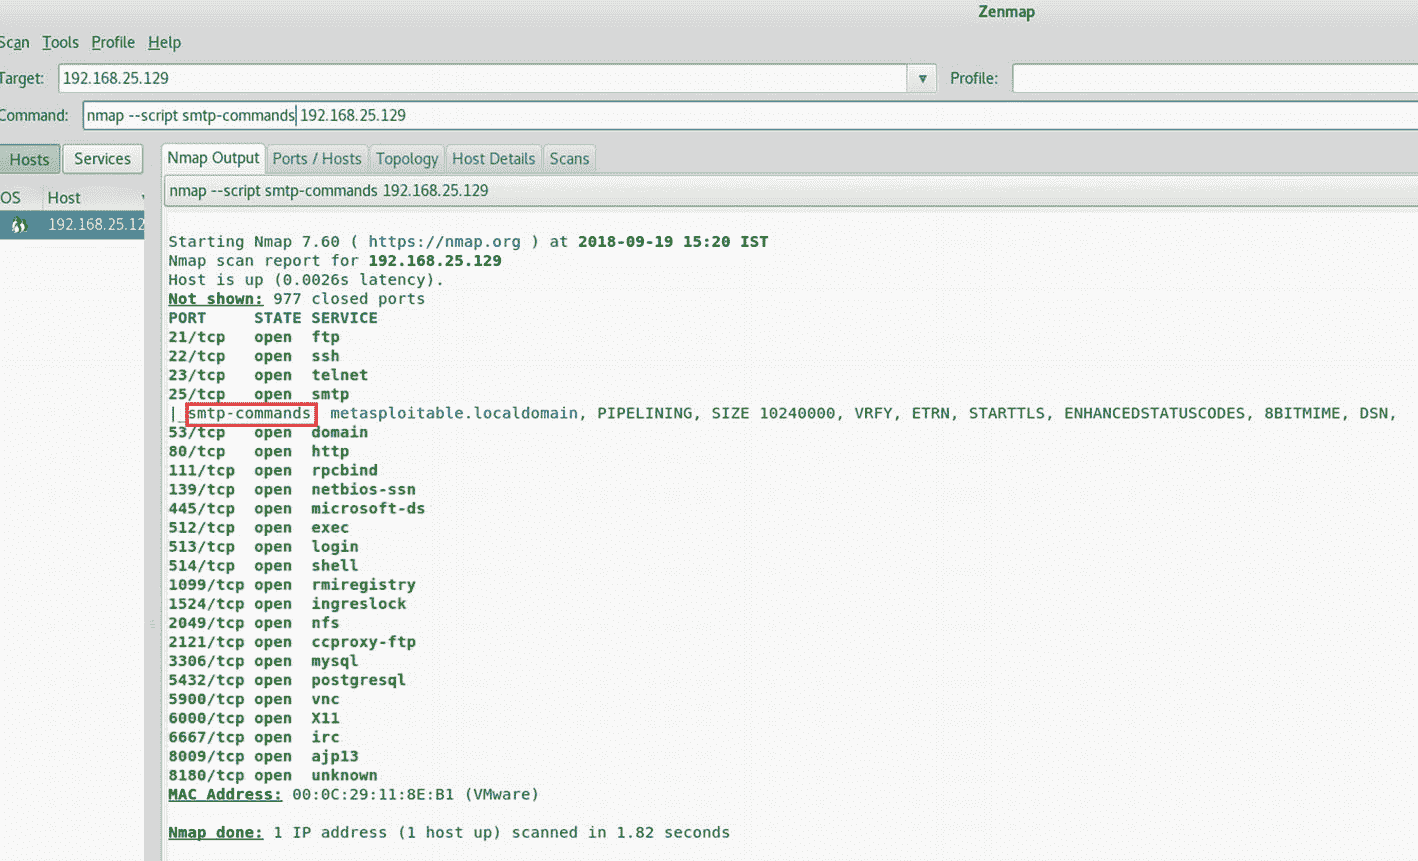 Zenmap
Scan Tools Profile Help
Target: 192.168.25.129 Profile:
Command: nmap --script smtp-commands 192.168.25.129
Hosts Services Nmap Output Ports / Hosts Topology Host Details Scans
OS Host
nmap --script smtp-commands 192.168.25.129
192.168.25.12
Starting Nmap 7.60 ( https://nmap.org ) at 2018-09-19 15:20 IST
Nmap scan report for 192.168.25.129
Host is up (0.0026s latency).
Not shown: 977 closed ports
PORT STATE SERVICE
21/tcp open ftp
22/tcp open ssh
23/tcp open telnet
25/tcp open smtp
|_smtp-commands: metasploitable.localdomain, PIPELINING, SIZE 10240000, VRFY, ETRN, STARTTLS, ENHANCEDSTATUSCODES, 8BITMIME, DSN,
53/tcp open domain
80/tcp open http
111/tcp open rpcbind
139/tcp open netbios-ssn
445/tcp open microsoft-ds
512/tcp open exec
513/tcp open login
514/tcp open shell
1099/tcp open rmiregistry
1524/tcp open ingreslock
2049/tcp open nfs
2121/tcp open ccproxy-ftp
3306/tcp open mysql
5432/tcp open postgresql
5900/tcp open vnc
6000/tcp open X11
6667/tcp open irc
8009/tcp open ajp13
8180/tcp open unknown
MAC Address: 00:0C:29:11:8E:B1 (VMware)
Nmap done: 1 IP address (1 host up) scanned in 1.82 seconds